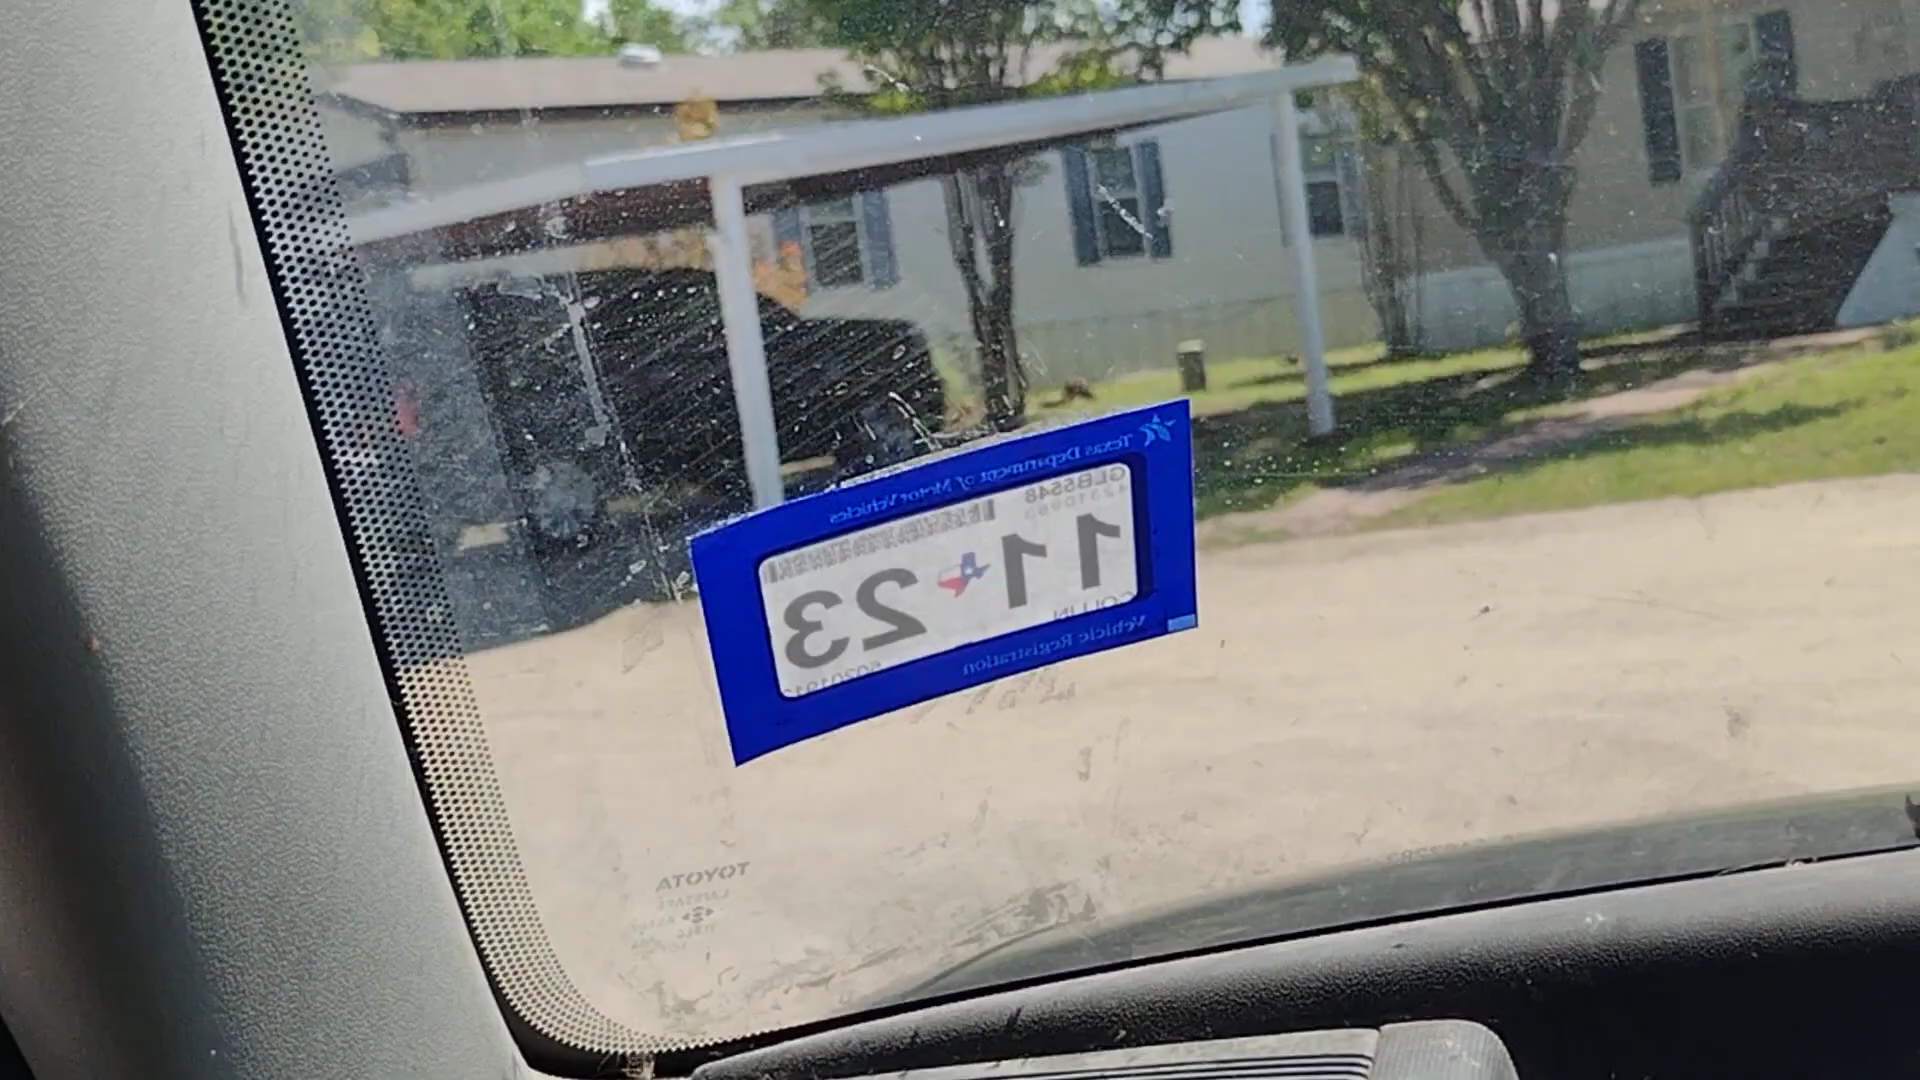 Texas Department of Motor Vehicles
GLB5548
11 23
COLLIN
Vehicle Registration
TOYOTA